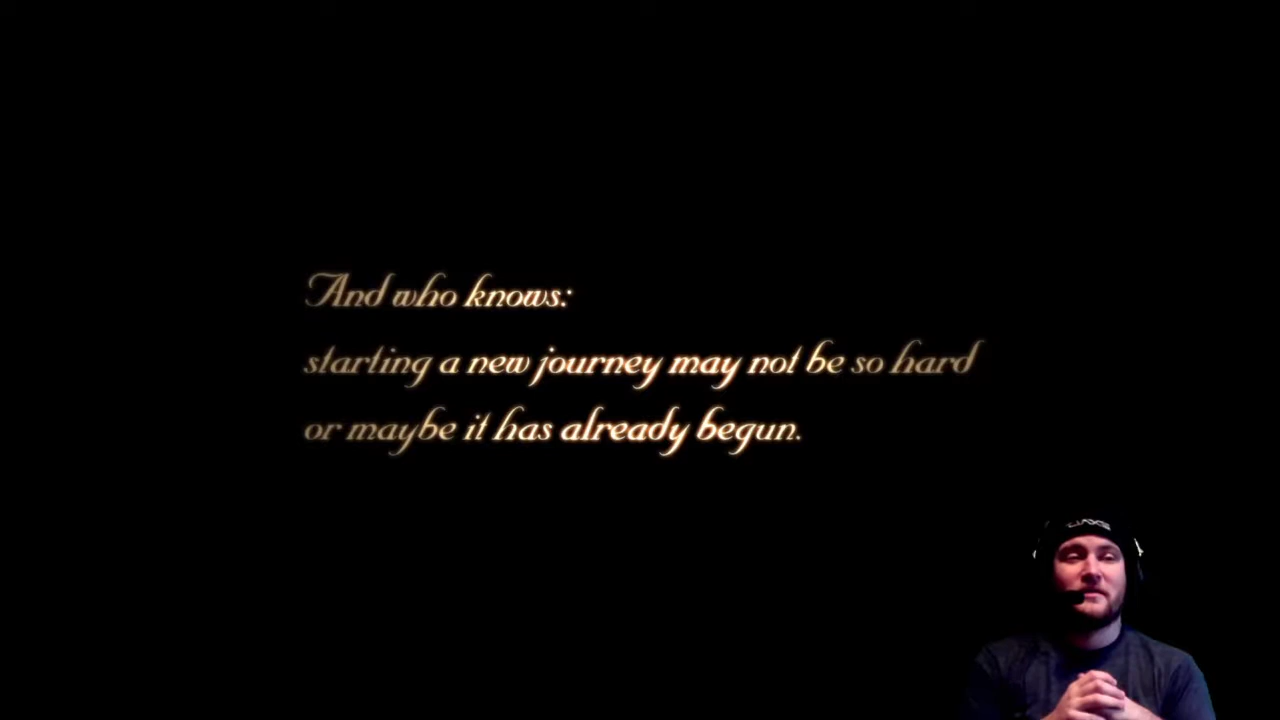 And who knows:
starting a new journey may not be so hard
or maybe it has already begun.